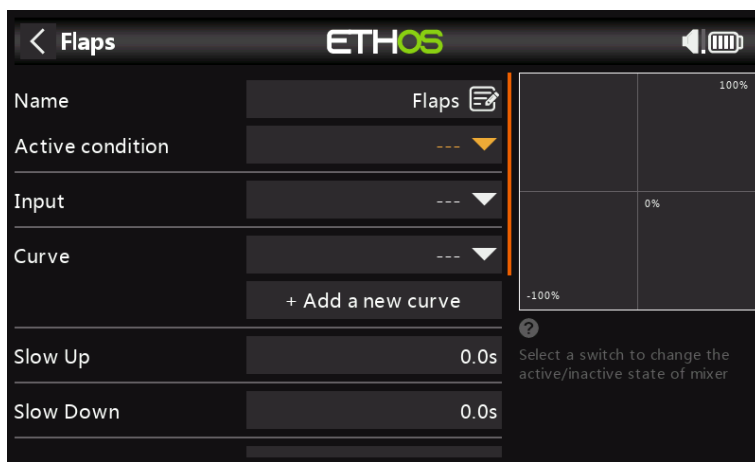 Flaps
ETHOS
Name
Flaps
Active condition
---
Input
---
Curve
---
+ Add a new curve
Slow Up
0.0s
Slow Down
0.0s
100%
0%
-100%
?
Select a switch to change the
active/inactive state of mixer